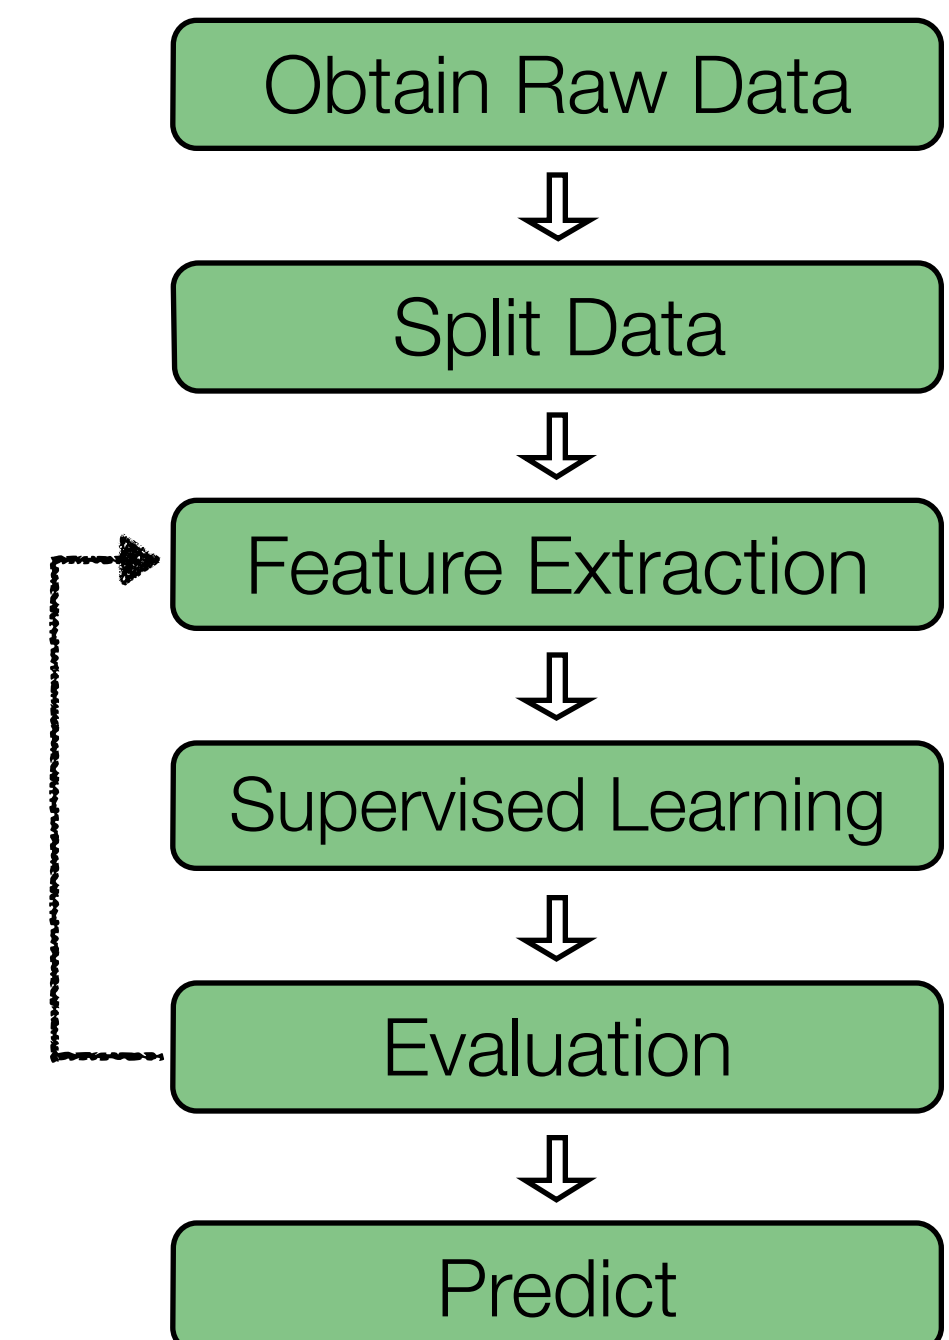 Obtain Raw Data
Split Data
Feature Extraction
Supervised Learning
Evaluation
Predict